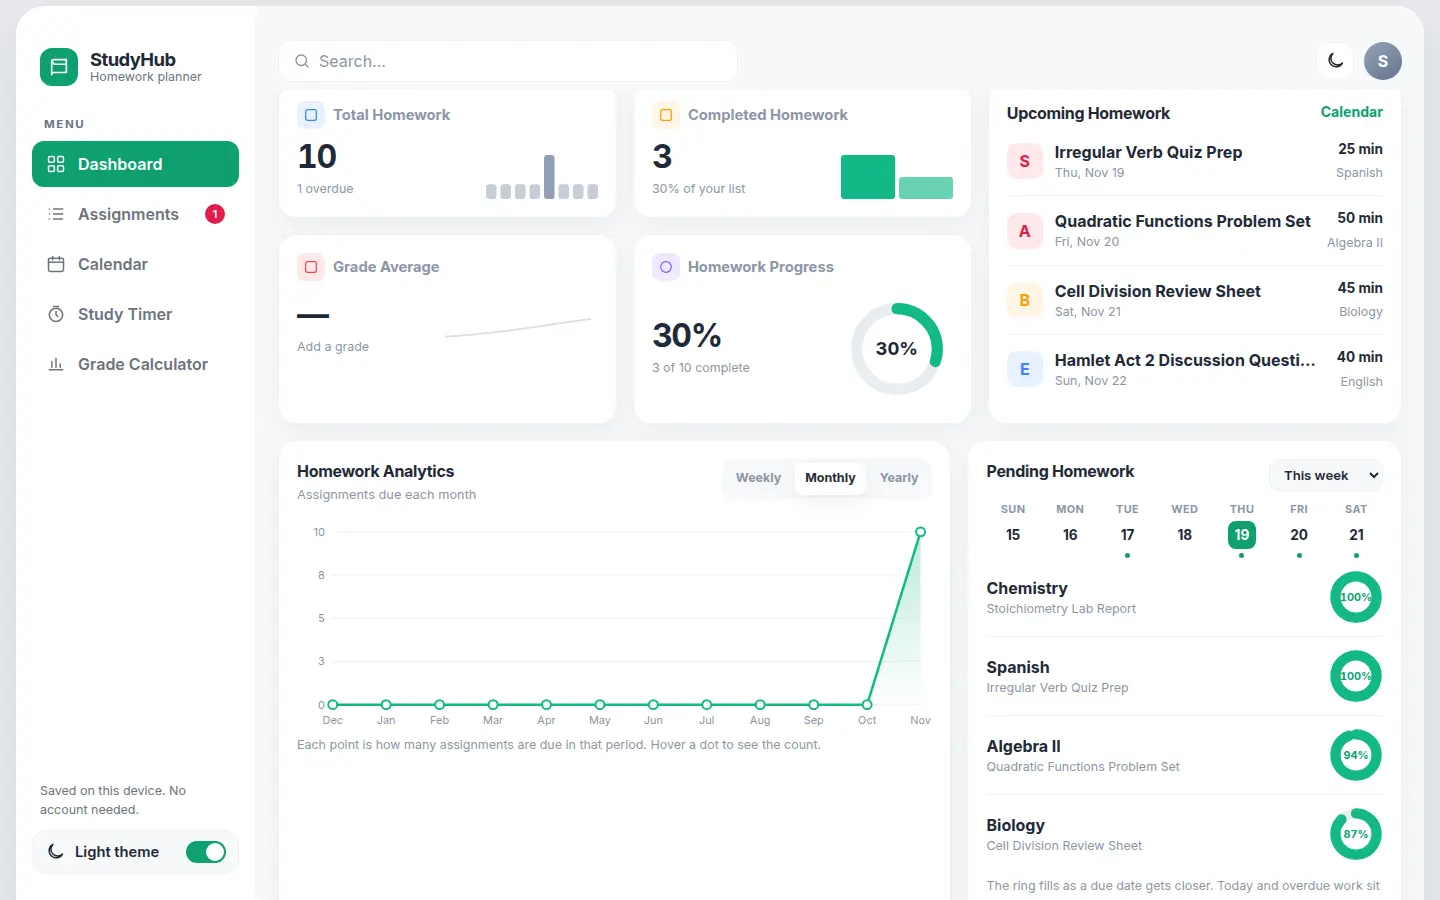 StudyHub
Homework planner
MENU
Dashboard
Assignments
1
Calendar
Study Timer
Grade Calculator
Saved on this device. No
account needed.
Light theme
Search...
S
Total Homework
10
1 overdue
Completed Homework
3
30% of your list
Grade Average
—
Add a grade
Homework Progress
30%
3 of 10 complete
30%
Upcoming Homework
Calendar
S
Irregular Verb Quiz Prep
25 min
Thu, Nov 19
Spanish
A
Quadratic Functions Problem Set
50 min
Fri, Nov 20
Algebra II
B
Cell Division Review Sheet
45 min
Sat, Nov 21
Biology
E
Hamlet Act 2 Discussion Questi...
40 min
Sun, Nov 22
English
Homework Analytics
Assignments due each month
Weekly Monthly Yearly
10
8
5
3
0
Dec Jan Feb Mar Apr May Jun Jul Aug Sep Oct Nov
Each point is how many assignments are due in that period. Hover a dot to see the count.
Pending Homework
This week
SUN MON TUE WED THU FRI SAT
15 16 17 18 19 20 21
Chemistry
Stoichiometry Lab Report
100%
Spanish
Irregular Verb Quiz Prep
100%
Algebra II
Quadratic Functions Problem Set
94%
Biology
Cell Division Review Sheet
87%
The ring fills as a due date gets closer. Today and overdue work sit